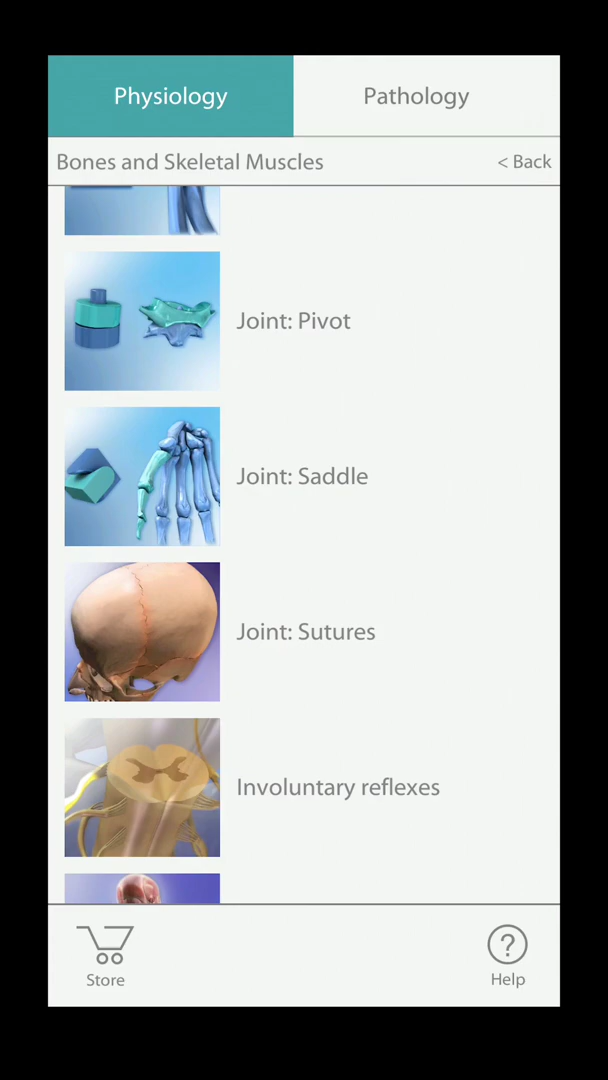 Physiology Pathology
Bones and Skeletal Muscles < Back
Joint: Pivot
Joint: Saddle
Joint: Sutures
Involuntary reflexes
Store Help